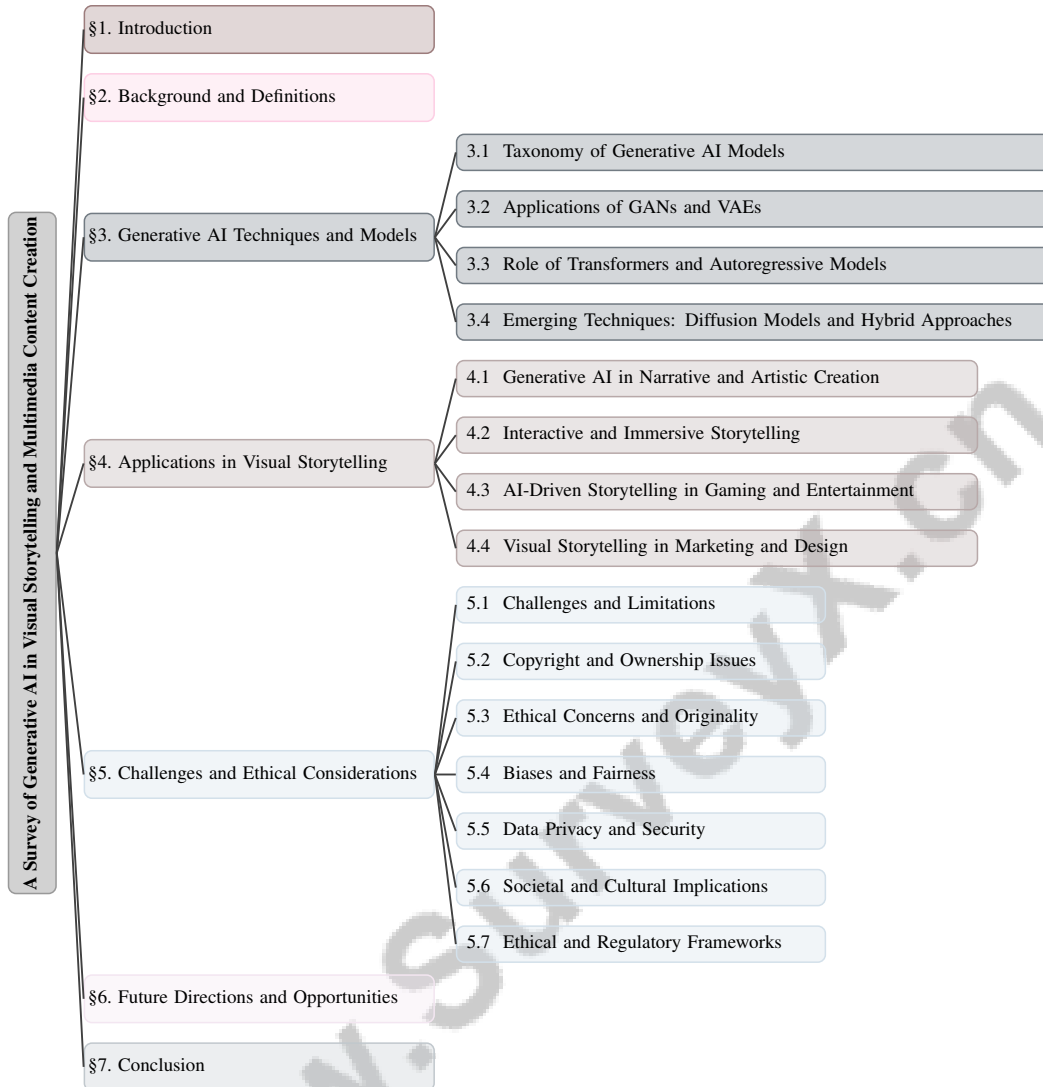 A Survey of Generative AI in Visual Storytelling and Multimedia Content Creation
§1. Introduction
§2. Background and Definitions
§3. Generative AI Techniques and Models
3.1 Taxonomy of Generative AI Models
3.2 Applications of GANs and VAEs
3.3 Role of Transformers and Autoregressive Models
3.4 Emerging Techniques: Diffusion Models and Hybrid Approaches
§4. Applications in Visual Storytelling
4.1 Generative AI in Narrative and Artistic Creation
4.2 Interactive and Immersive Storytelling
4.3 AI-Driven Storytelling in Gaming and Entertainment
4.4 Visual Storytelling in Marketing and Design
§5. Challenges and Ethical Considerations
5.1 Challenges and Limitations
5.2 Copyright and Ownership Issues
5.3 Ethical Concerns and Originality
5.4 Biases and Fairness
5.5 Data Privacy and Security
5.6 Societal and Cultural Implications
5.7 Ethical and Regulatory Frameworks
§6. Future Directions and Opportunities
§7. Conclusion
w.Surveyx.cn